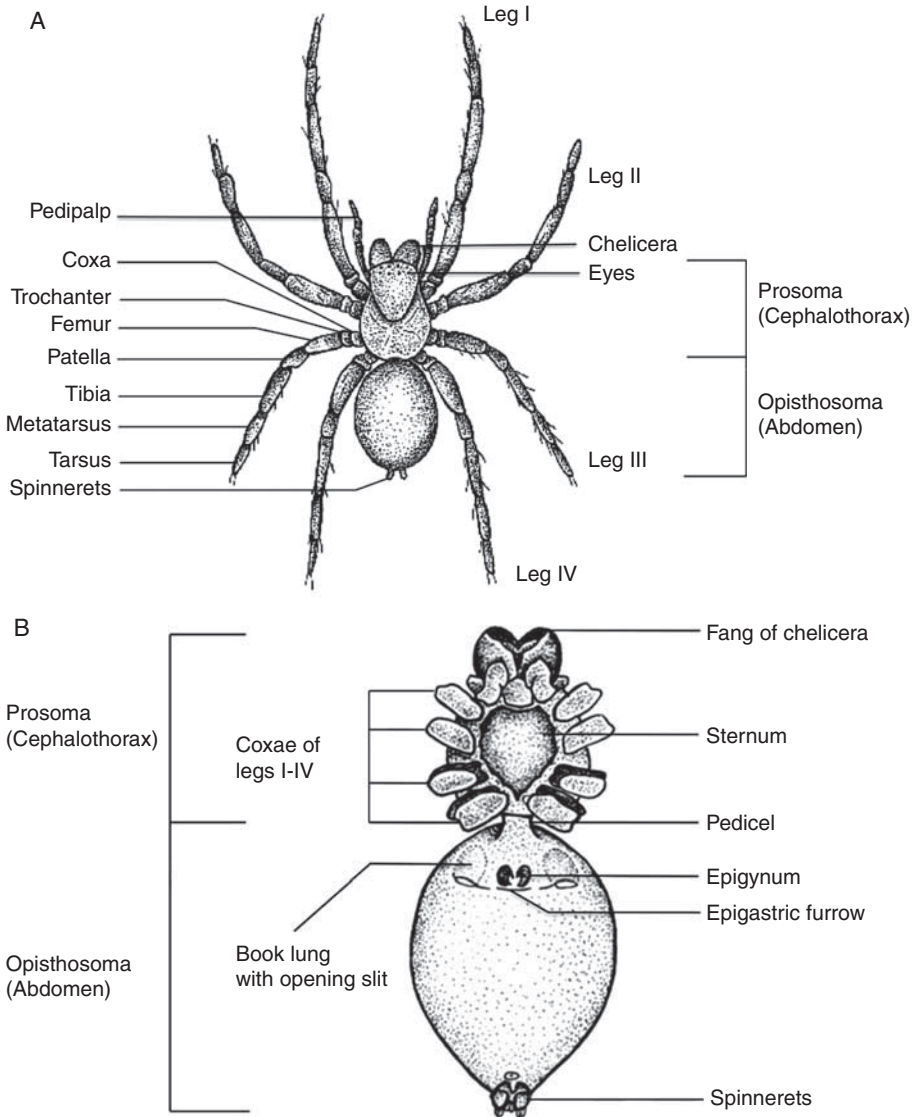 A
Leg I
Leg II
Pedipalp
Chelicera
Coxa
Eyes
Trochanter
Prosoma
(Cephalothorax)
Femur
Patella
Tibia
Opisthosoma
(Abdomen)
Metatarsus
Tarsus
Leg III
Spinnerets
Leg IV
B
Fang of chelicera
Prosoma
(Cephalothorax)
Coxae of
legs I-IV
Sternum
Pedicel
Epigynum
Epigastric furrow
Book lung
with opening slit
Opisthosoma
(Abdomen)
Spinnerets